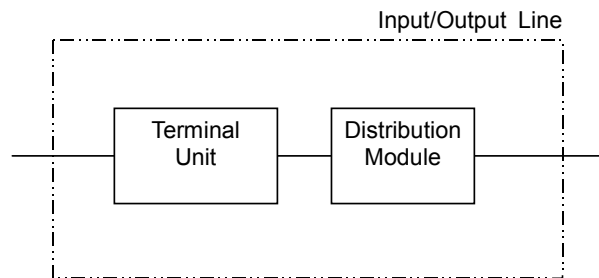 Input/Output Line
Terminal
Unit
Distribution
Module